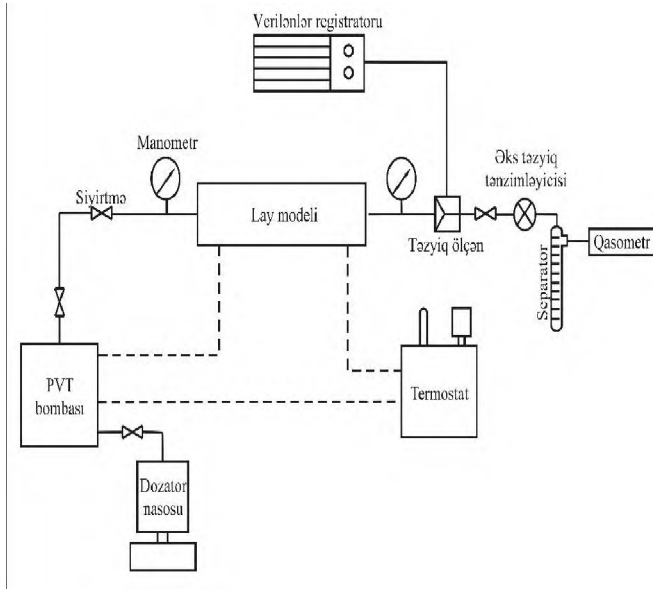 Verilənlər registratoru
Manometr
Siyirtmə
Lay modeli
Əks təzyiq
tənzimləyicisi
Təzyiq ölçən
Separator
Qasometr
PVT
bombası
Termostat
Dozator
nasosu